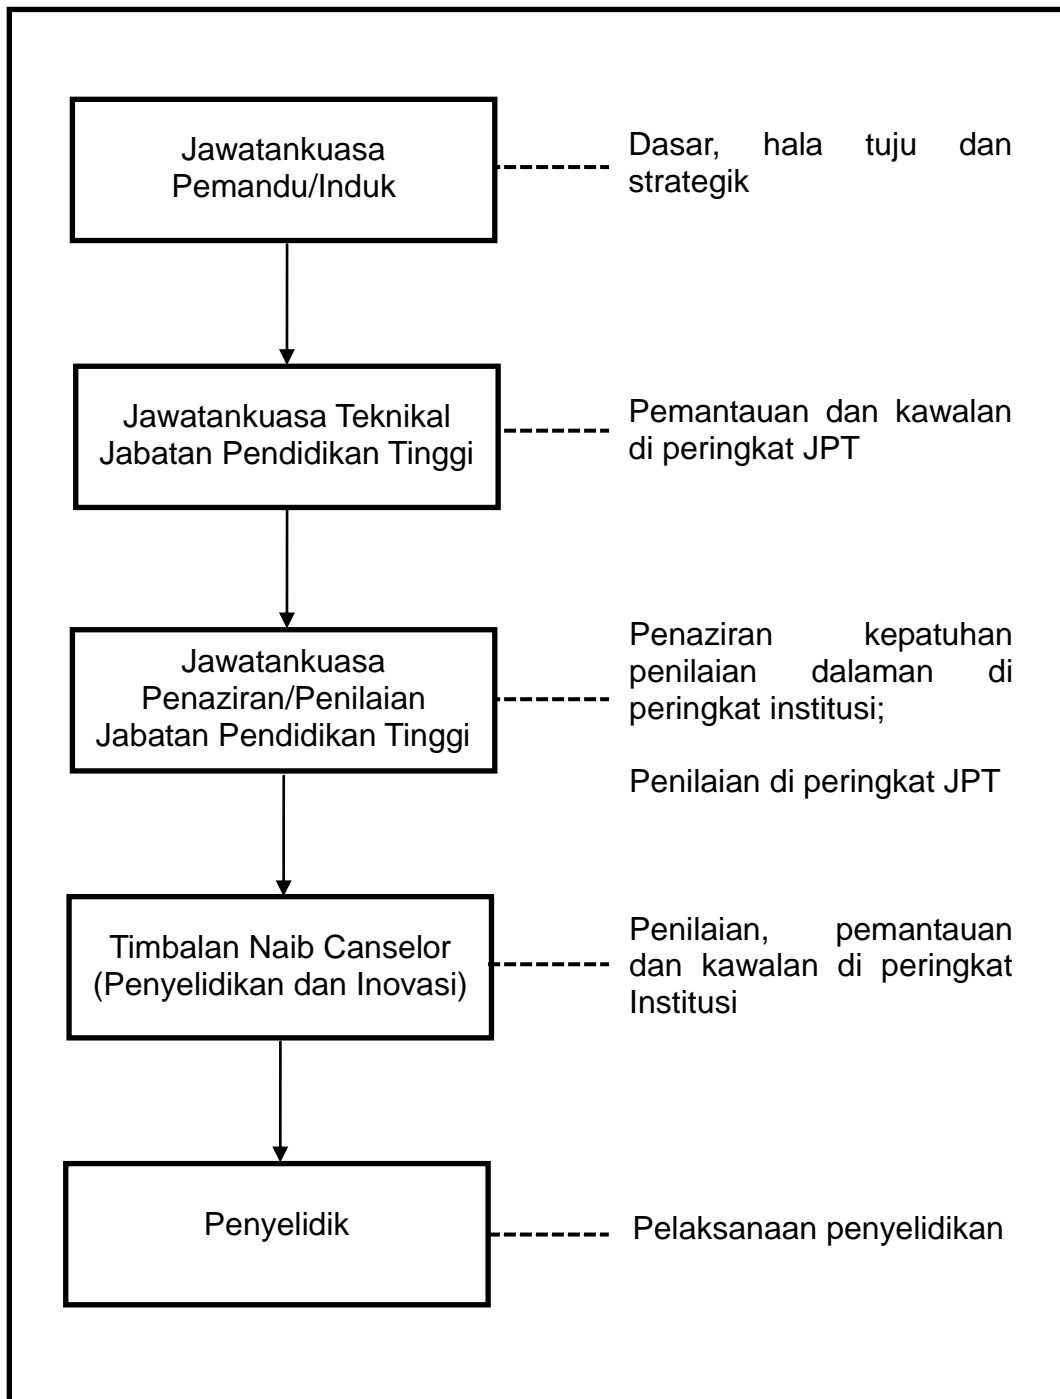 Jawatankuasa
Pemandu/Induk
Dasar, hala tuju dan
strategik
Jawatankuasa Teknikal
Jabatan Pendidikan Tinggi
Pemantauan dan kawalan
di peringkat JPT
Jawatankuasa
Penaziran/Penilaian
Jabatan Pendidikan Tinggi
Penaziran kepatuhan
penilaian dalaman di
peringkat institusi;
Penilaian di peringkat JPT
Timbalan Naib Canselor
(Penyelidikan dan Inovasi)
Penilaian, pemantauan
dan kawalan di peringkat
Institusi
Penyelidik
Pelaksanaan penyelidikan